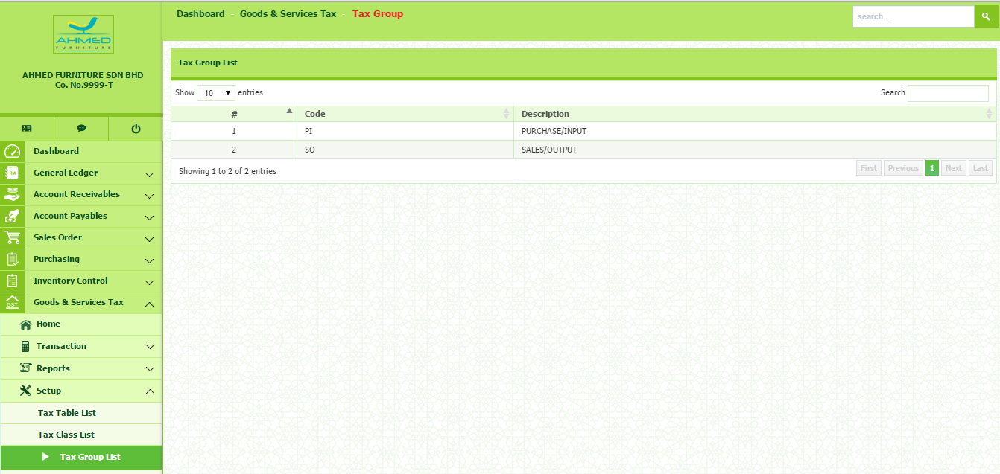 Dashboard - Goods & Services Tax - Tax Group
search...
AHMED
FURNITURE
AHMED FURNITURE SDN BHD
Co. No.9999-T
Dashboard
RM
General Ledger
Account Receivables
Account Payables
Sales Order
Purchasing
Inventory Control
GST
Goods & Services Tax
Home
Transaction
Reports
Setup
Tax Table List
Tax Class List
Tax Group List
Tax Group List
Show 10 entries
Search
# Code Description
1 PI PURCHASE/INPUT
2 SO SALES/OUTPUT
Showing 1 to 2 of 2 entries
First Previous 1 Next Last